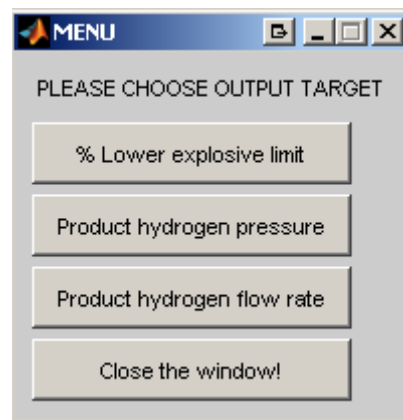 MENU
PLEASE CHOOSE OUTPUT TARGET
% Lower explosive limit
Product hydrogen pressure
Product hydrogen flow rate
Close the window!